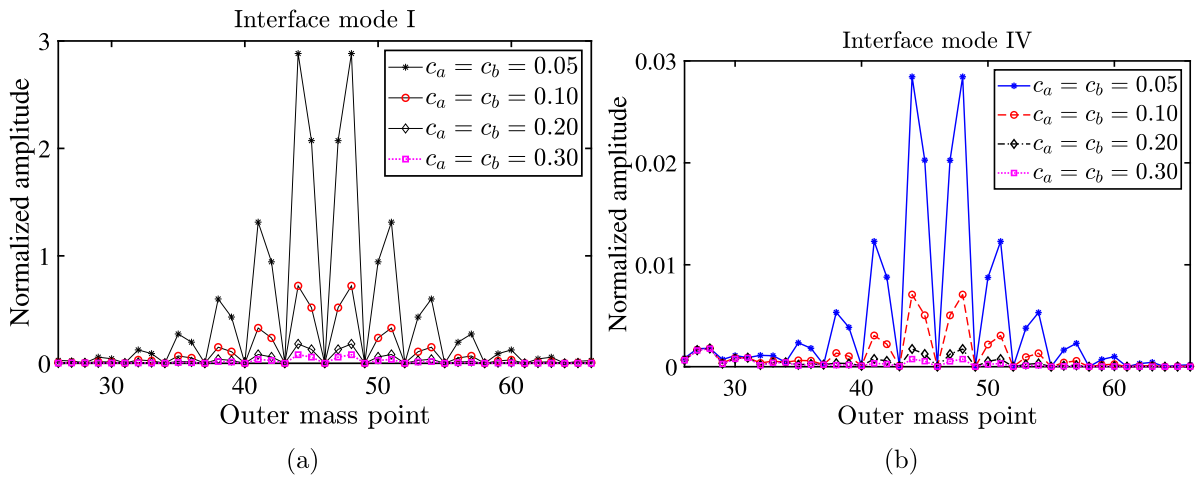 Interface mode I
Normalized amplitude
3
2
1
0
30
40
50
60
Outer mass point
c_a = c_b = 0.05
c_a = c_b = 0.10
c_a = c_b = 0.20
c_a = c_b = 0.30
(a)
Interface mode IV
Normalized amplitude
0.03
0.02
0.01
0
30
40
50
60
Outer mass point
c_a = c_b = 0.05
c_a = c_b = 0.10
c_a = c_b = 0.20
c_a = c_b = 0.30
(b)